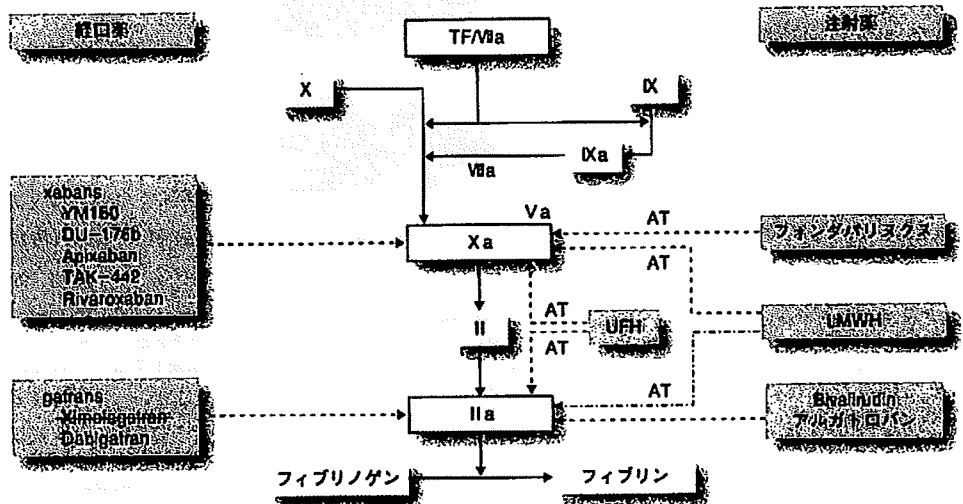 経口薬
TF/Ⅶa
注射薬
X
Ⅸ
Ⅸa
Ⅷa
xabans
YM150
DU-176b
Apixaban
TAK-442
Rivaroxaban
Va
Xa
AT
AT
フォンダパリヌクス
Ⅱ
AT
AT
UFH
LMWH
gatrans
Ximelagatran
Dabigatran
Ⅱa
AT
Bivalirudin
アルガトロバン
フィブリノゲン
フィブリン